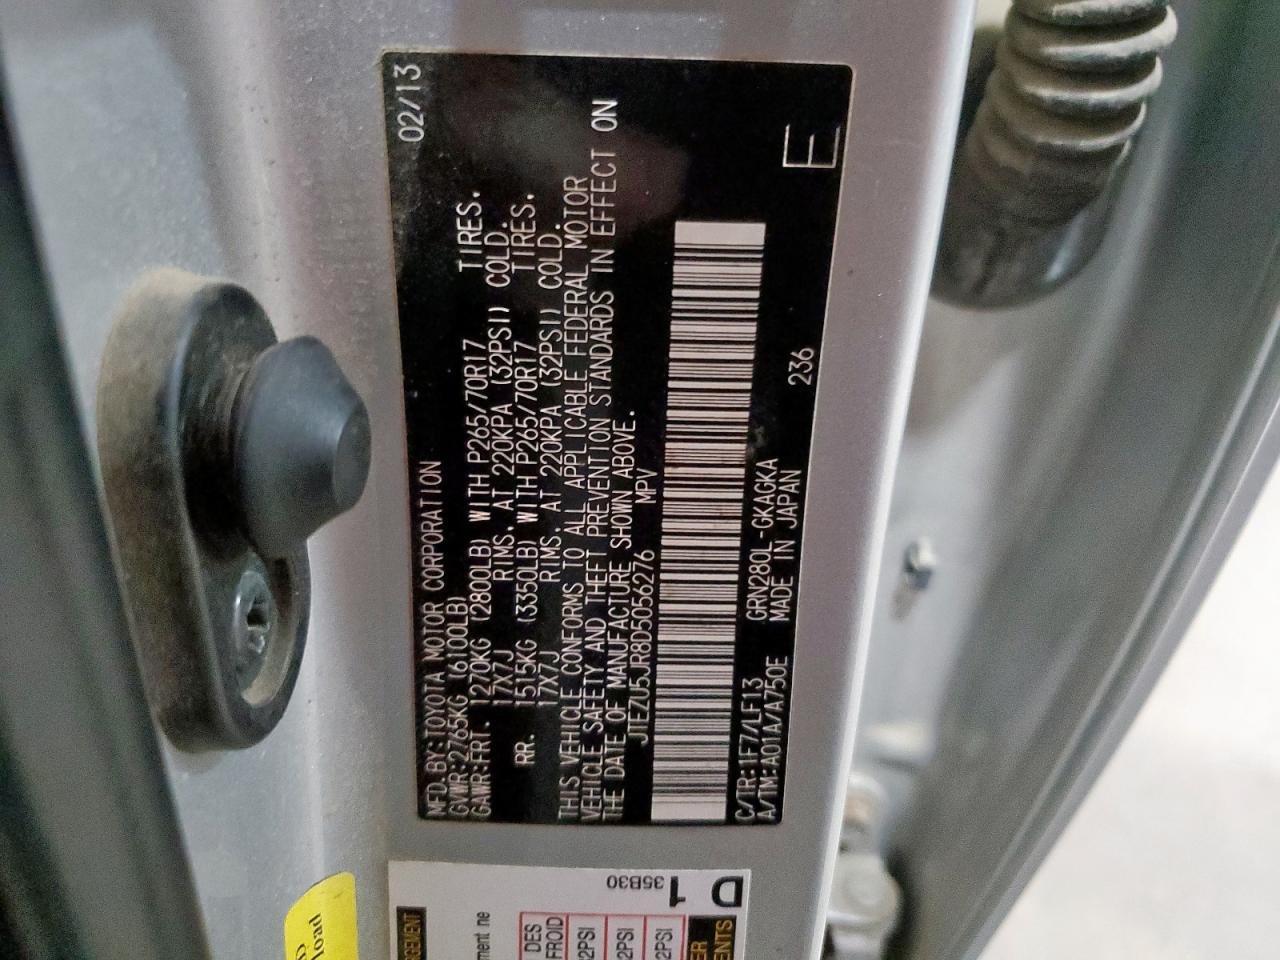 MFD. BY:TOYOTA MOTOR CORPORATION 02/13
GVWR:2765KG (6100LB)
GAWR:FRT. 1270KG (2800LB) WITH P265/70R17 TIRES.
17X7J RIMS. AT 220KPA (32PSI) COLD.
RR. 1515KG (3350LB) WITH P265/70R17 TIRES.
17X7J RIMS AT 220KPA (32PSI) COLD.
THIS VEHICLE CONFORMS TO ALL APPLICABLE FEDERAL MOTOR
VEHICLE SAFETY AND THEFT PREVENTION STANDARDS IN EFFECT ON
THE DATE OF MANUFACTURE SHOWN ABOVE.
JTEZU5JR8D5056276 MPV
C/TR:1F7/LF13 GRN280L-GKAGKA
A/TM:A01A/A750E MADE IN JAPAN 236 E
D
1
35B30
DES
FROID
2PSI
2PSI
2PSI
load